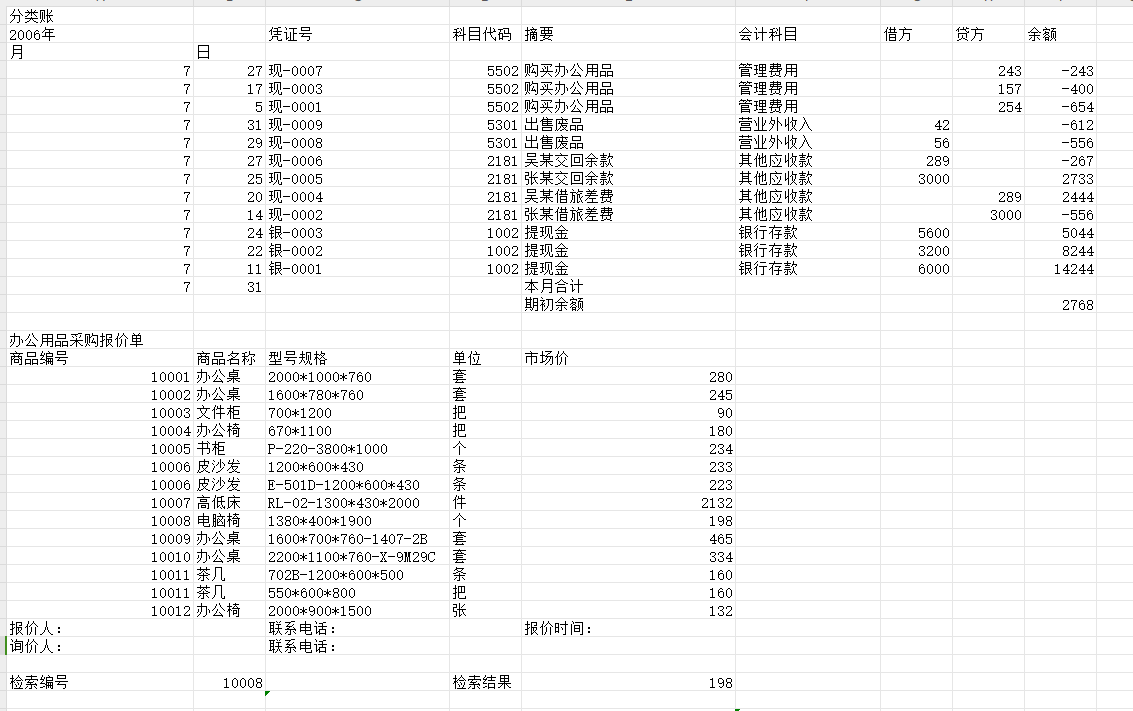 分类账
2006年 凭证号 科目代码 摘要 会计科目 借方 贷方 余额
月 日
7 27 现-0007 5502 购买办公用品 管理费用 243 -243
7 17 现-0003 5502 购买办公用品 管理费用 157 -400
7 5 现-0001 5502 购买办公用品 管理费用 254 -654
7 31 现-0009 5301 出售废品 营业外收入 42 -612
7 29 现-0008 5301 出售废品 营业外收入 56 -556
7 27 现-0006 2181 吴某交回余款 其他应收款 289 -267
7 25 现-0005 2181 张某交回余款 其他应收款 3000 2733
7 20 现-0004 2181 吴某借旅差费 其他应收款 289 2444
7 14 现-0002 2181 张某借旅差费 其他应收款 3000 -556
7 24 银-0003 1002 提现金 银行存款 5600 5044
7 22 银-0002 1002 提现金 银行存款 3200 8244
7 11 银-0001 1002 提现金 银行存款 6000 14244
7 31 本月合计
期初余额 2768
办公用品采购报价单
商品编号 商品名称 型号规格 单位 市场价
10001 办公桌 2000*1000*760 套 280
10002 办公桌 1600*780*760 套 245
10003 文件柜 700*1200 把 90
10004 办公椅 670*1100 把 180
10005 书柜 P-220-3800*1000 个 234
10006 皮沙发 1200*600*430 条 233
10006 皮沙发 E-501D-1200*600*430 条 223
10007 高低床 RL-02-1300*430*2000 件 2132
10008 电脑椅 1380*400*1900 个 198
10009 办公桌 1600*700*760-1407-2B 套 465
10010 办公桌 2200*1100*760-X-9M29C 套 334
10011 茶几 702B-1200*600*500 条 160
10011 茶几 550*600*800 把 160
10012 办公椅 2000*900*1500 张 132
报价人: 联系电话: 报价时间:
询价人: 联系电话:
检索编号 10008 检索结果 198